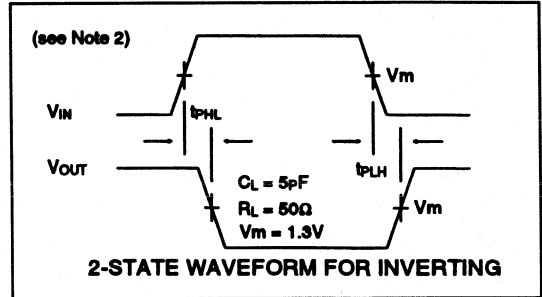 (see Note 2)
Vm
VIN
tPHL
VOUT
tPLH
CL = 5PF
RL = 50Ω
Vm
Vm = 1.3V
2-STATE WAVEFORM FOR INVERTING